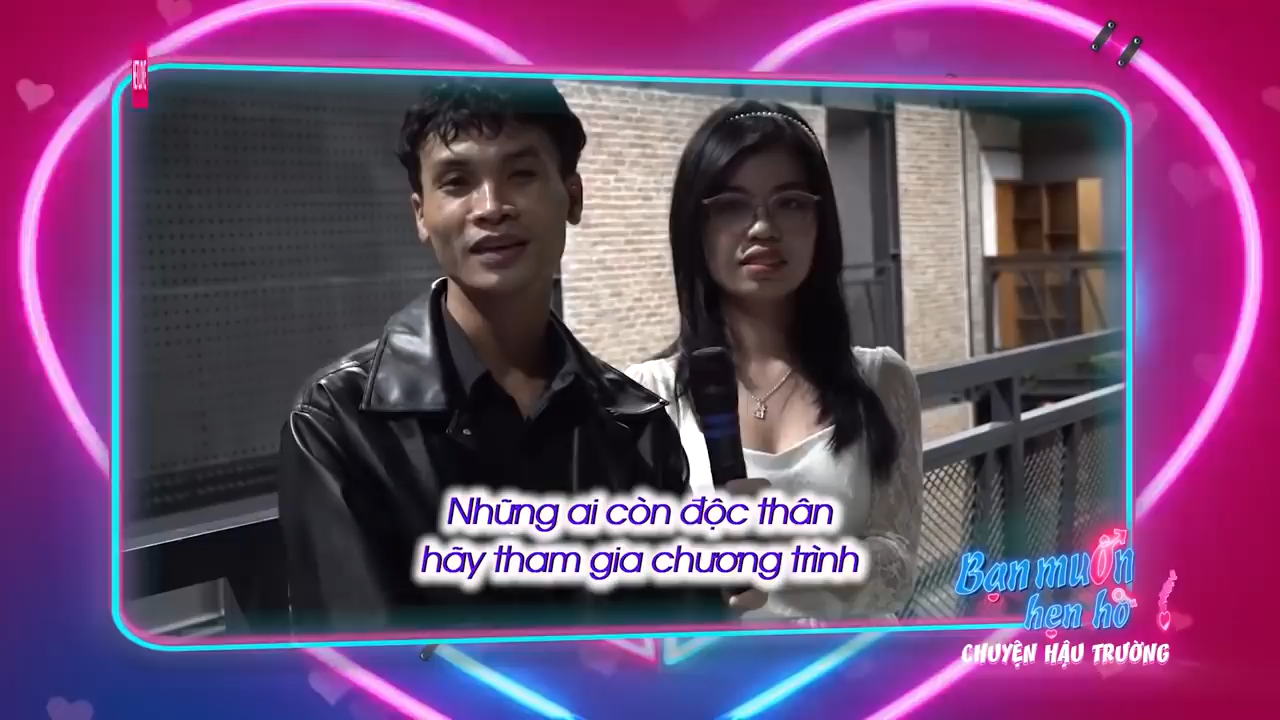 Những ai còn độc thân
hãy tham gia chương trình
Bạn muốn
hẹn hò
CHUYỆN HẬU TRƯỜNG